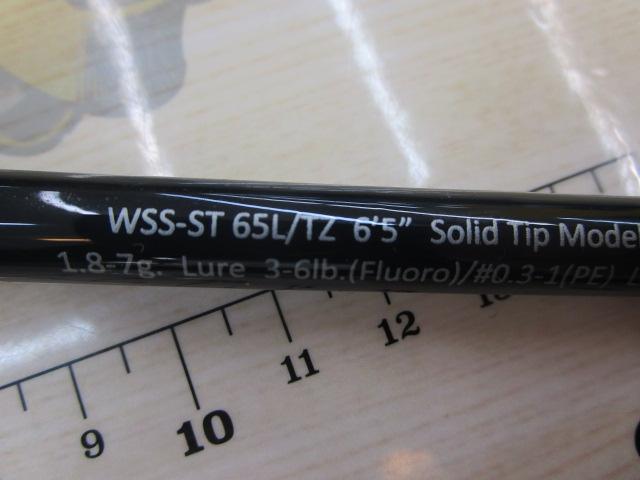 WSS-ST 65L/TZ 6'5” Solid Tip Model
1.8-7g. Lure 3-6lb.(Fluoro)/#0.3-1(PE)
9 10 11 12